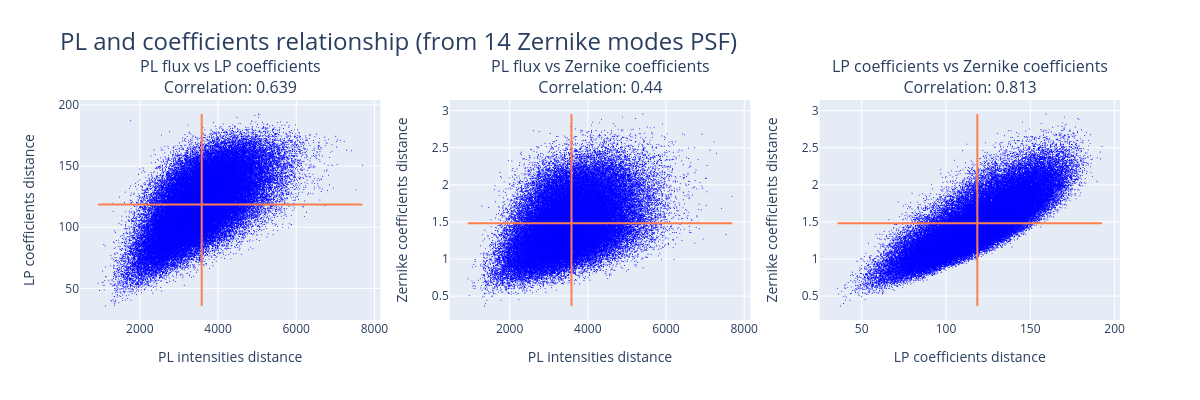 PL and coefficients relationship (from 14 Zernike modes PSF)
PL flux vs LP coefficients
Correlation: 0.639
LP coefficients distance
200
150
100
50
2000
4000
6000
8000
PL intensities distance
PL flux vs Zernike coefficients
Correlation: 0.44
Zernike coefficients distance
3
2.5
2
1.5
1
0.5
2000
4000
6000
8000
PL intensities distance
LP coefficients vs Zernike coefficients
Correlation: 0.813
Zernike coefficients distance
3
2.5
2
1.5
1
0.5
50
100
150
200
LP coefficients distance